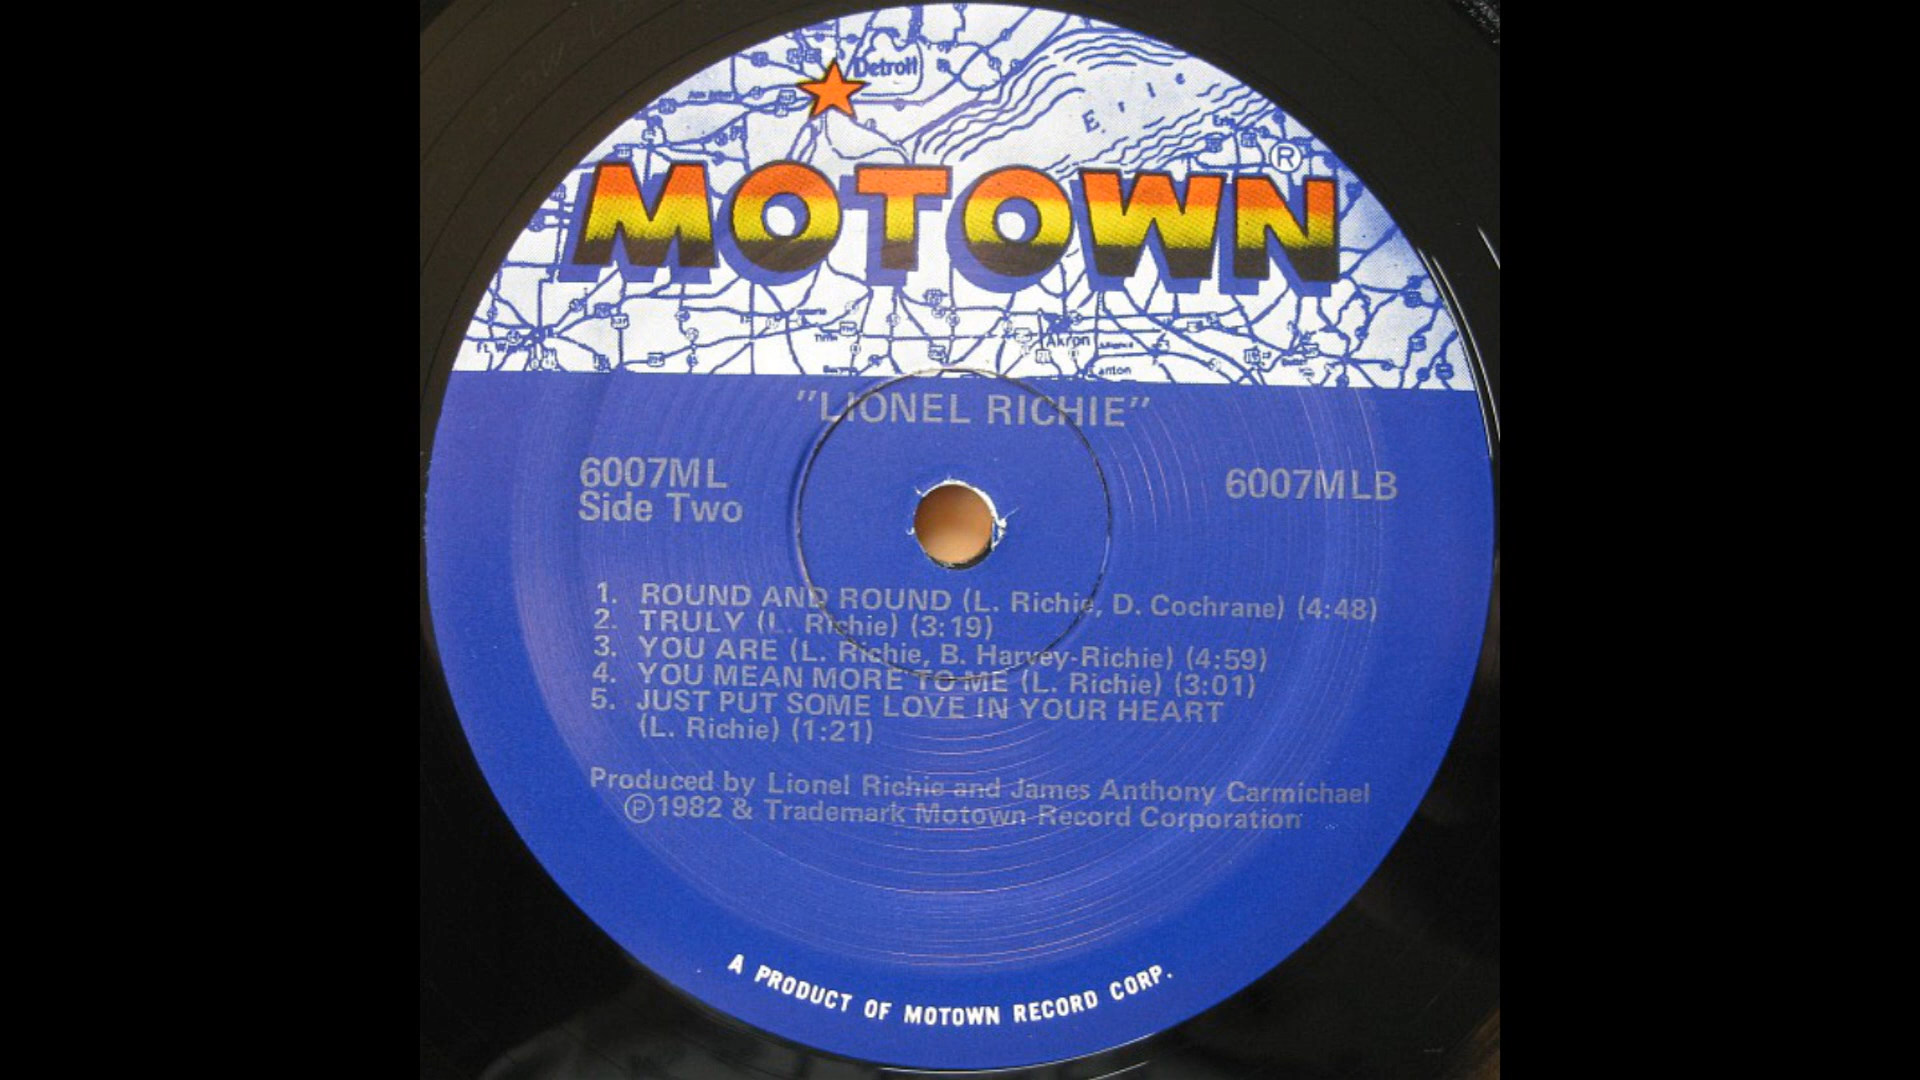 Detroit
Erie
Erie
MOTOWN®
Akron
Canton
"LIONEL RICHIE"
6007ML
6007MLB
Side Two
1. ROUND AND ROUND (L. Richie, D. Cochrane) (4:48)
2. TRULY (L. Richie) (3:19)
3. YOU ARE (L. Richie, B. Harvey-Richie) (4:59)
4. YOU MEAN MORE TO ME (L. Richie) (3:01)
5. JUST PUT SOME LOVE IN YOUR HEART
(L. Richie) (1:21)
Produced by Lionel Richie and James Anthony Carmichael
℗1982 & Trademark Motown Record Corporation
A PRODUCT OF MOTOWN RECORD CORP.